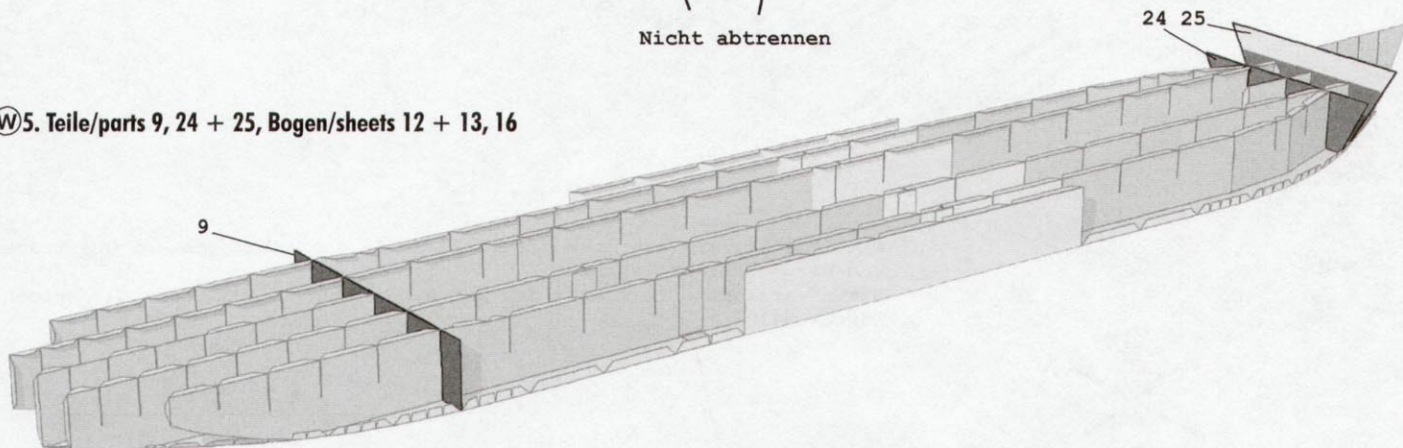 Nicht abtrennen
24 25
Ⓦ5. Teile/parts 9, 24 + 25, Bogen/sheets 12 + 13, 16
9